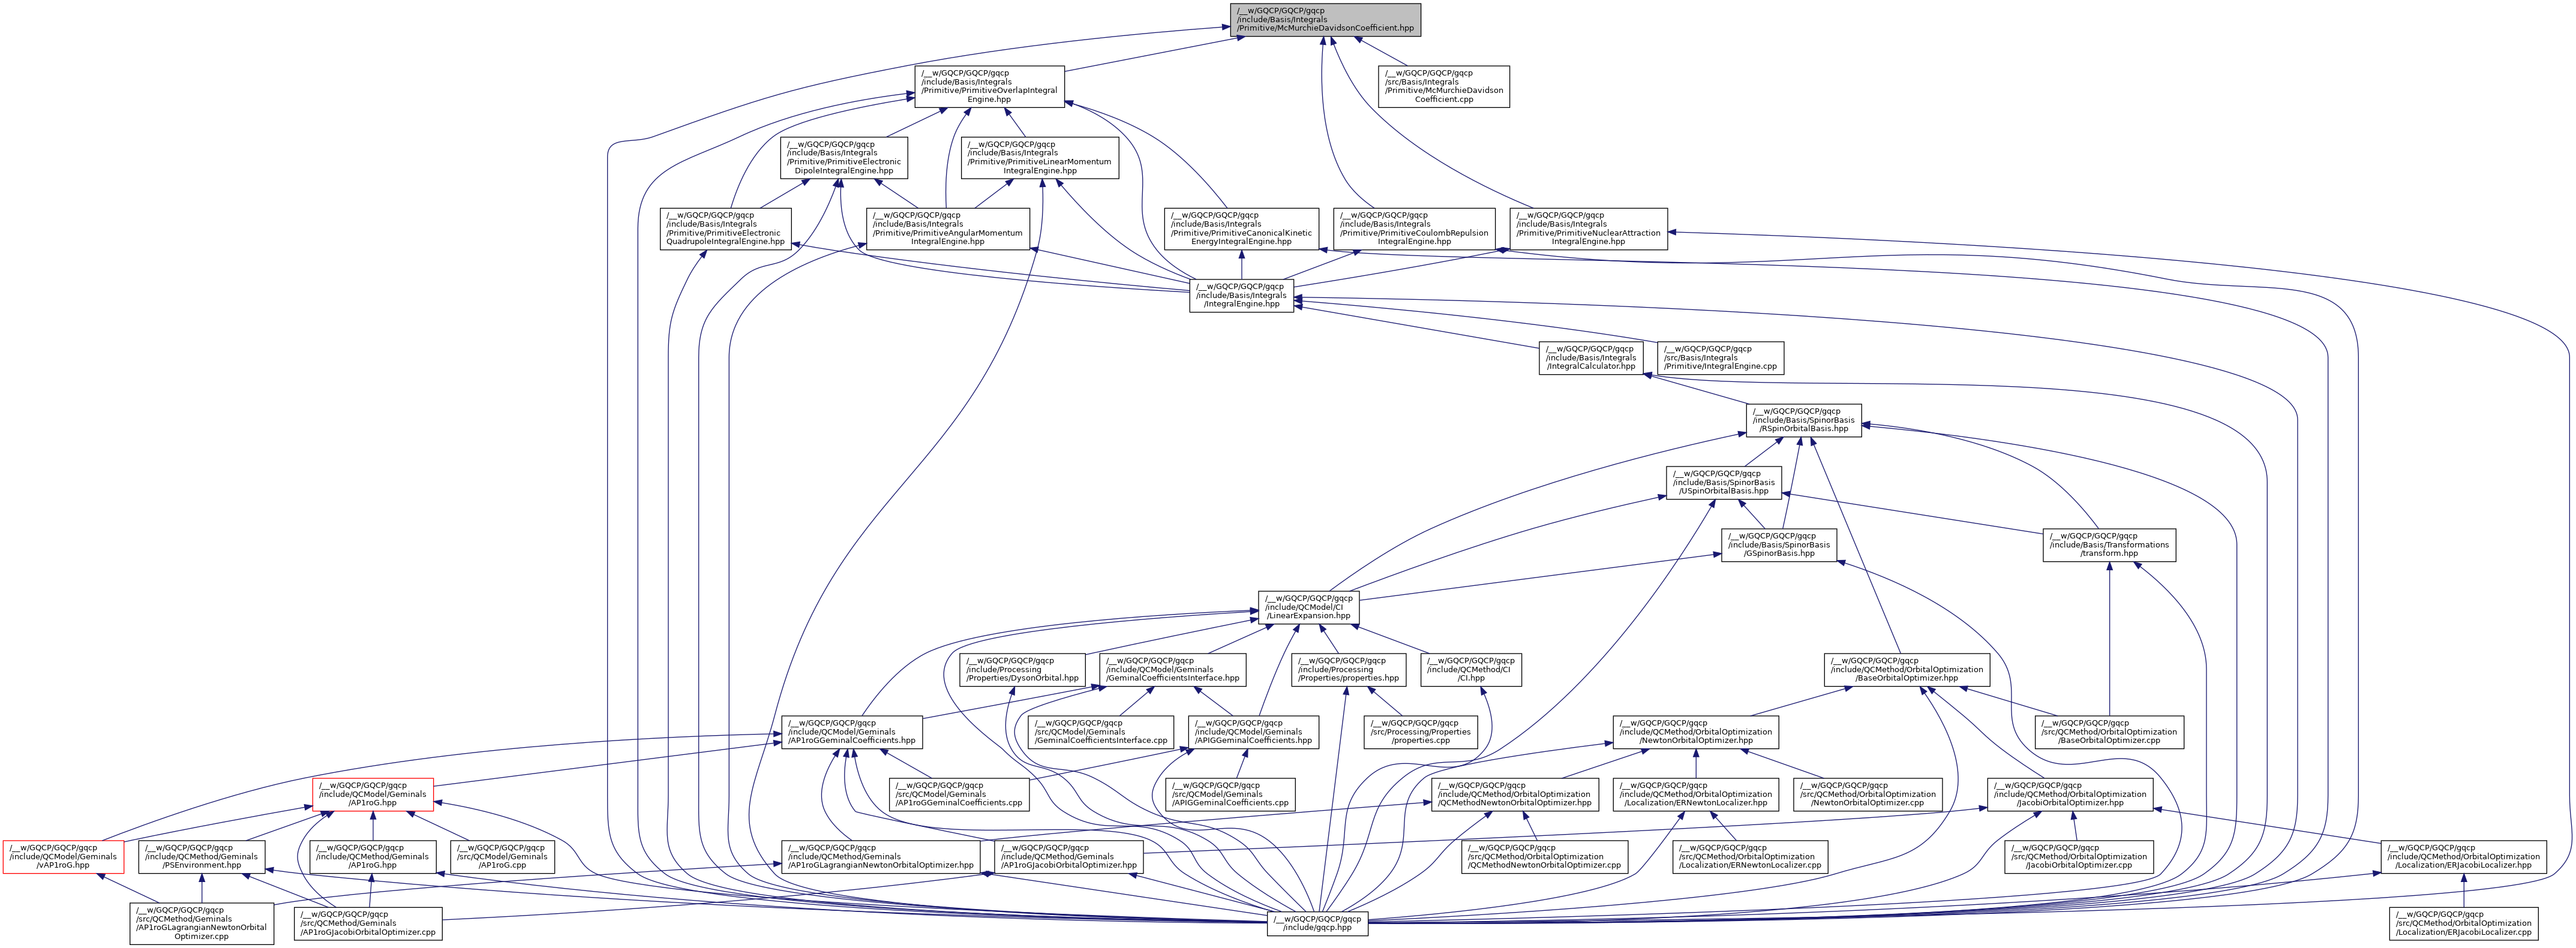 /__w/GQCP/GQCP/gqcp
/include/Basis/Integrals
/Primitive/McMurchieDavidsonCoefficient.hpp
/__w/GQCP/GQCP/gqcp
/include/Basis/Integrals
/Primitive/PrimitiveOverlapIntegral
Engine.hpp
/__w/GQCP/GQCP/gqcp
/src/Basis/Integrals
/Primitive/McMurchieDavidson
Coefficient.cpp
/__w/GQCP/GQCP/gqcp
/include/Basis/Integrals
/Primitive/PrimitiveElectronic
DipoleIntegralEngine.hpp
/__w/GQCP/GQCP/gqcp
/include/Basis/Integrals
/Primitive/PrimitiveLinearMomentum
IntegralEngine.hpp
/__w/GQCP/GQCP/gqcp
/include/Basis/Integrals
/Primitive/PrimitiveElectronic
QuadrupoleIntegralEngine.hpp
/__w/GQCP/GQCP/gqcp
/include/Basis/Integrals
/Primitive/PrimitiveAngularMomentum
IntegralEngine.hpp
/__w/GQCP/GQCP/gqcp
/include/Basis/Integrals
/Primitive/PrimitiveCanonicalKinetic
EnergyIntegralEngine.hpp
/__w/GQCP/GQCP/gqcp
/include/Basis/Integrals
/Primitive/PrimitiveCoulombRepulsion
IntegralEngine.hpp
/__w/GQCP/GQCP/gqcp
/include/Basis/Integrals
/Primitive/PrimitiveNuclearAttraction
IntegralEngine.hpp
/__w/GQCP/GQCP/gqcp
/include/Basis/Integrals
/IntegralEngine.hpp
/__w/GQCP/GQCP/gqcp
/include/Basis/Integrals
/IntegralCalculator.hpp
/__w/GQCP/GQCP/gqcp
/src/Basis/Integrals
/Primitive/IntegralEngine.cpp
/__w/GQCP/GQCP/gqcp
/include/Basis/SpinorBasis
/RSpinOrbitalBasis.hpp
/__w/GQCP/GQCP/gqcp
/include/Basis/SpinorBasis
/USpinOrbitalBasis.hpp
/__w/GQCP/GQCP/gqcp
/include/Basis/SpinorBasis
/GSpinorBasis.hpp
/__w/GQCP/GQCP/gqcp
/include/Basis/Transformations
/transform.hpp
/__w/GQCP/GQCP/gqcp
/include/QCModel/CI
/LinearExpansion.hpp
/__w/GQCP/GQCP/gqcp
/include/Processing
/Properties/DysonOrbital.hpp
/__w/GQCP/GQCP/gqcp
/include/QCModel/Geminals
/GeminalCoefficientsInterface.hpp
/__w/GQCP/GQCP/gqcp
/include/Processing
/Properties/properties.hpp
/__w/GQCP/GQCP/gqcp
/include/QCMethod/CI
/CI.hpp
/__w/GQCP/GQCP/gqcp
/include/QCMethod/OrbitalOptimization
/BaseOrbitalOptimizer.hpp
/__w/GQCP/GQCP/gqcp
/include/QCModel/Geminals
/AP1roGGeminalCoefficients.hpp
/__w/GQCP/GQCP/gqcp
/src/QCModel/Geminals
/GeminalCoefficientsInterface.cpp
/__w/GQCP/GQCP/gqcp
/include/QCModel/Geminals
/APIGGeminalCoefficients.hpp
/__w/GQCP/GQCP/gqcp
/src/Processing/Properties
/properties.cpp
/__w/GQCP/GQCP/gqcp
/include/QCMethod/OrbitalOptimization
/NewtonOrbitalOptimizer.hpp
/__w/GQCP/GQCP/gqcp
/src/QCMethod/OrbitalOptimization
/BaseOrbitalOptimizer.cpp
/__w/GQCP/GQCP/gqcp
/include/QCModel/Geminals
/AP1roG.hpp
/__w/GQCP/GQCP/gqcp
/src/QCModel/Geminals
/AP1roGGeminalCoefficients.cpp
/__w/GQCP/GQCP/gqcp
/src/QCModel/Geminals
/APIGGeminalCoefficients.cpp
/__w/GQCP/GQCP/gqcp
/include/QCMethod/OrbitalOptimization
/QCMethodNewtonOrbitalOptimizer.hpp
/__w/GQCP/GQCP/gqcp
/include/QCMethod/OrbitalOptimization
/Localization/ERNewtonLocalizer.hpp
/__w/GQCP/GQCP/gqcp
/src/QCMethod/OrbitalOptimization
/NewtonOrbitalOptimizer.cpp
/__w/GQCP/GQCP/gqcp
/include/QCMethod/OrbitalOptimization
/JacobiOrbitalOptimizer.hpp
/__w/GQCP/GQCP/gqcp
/include/QCModel/Geminals
/vAP1roG.hpp
/__w/GQCP/GQCP/gqcp
/include/QCMethod/Geminals
/PSEnvironment.hpp
/__w/GQCP/GQCP/gqcp
/include/QCMethod/Geminals
/AP1roG.hpp
/__w/GQCP/GQCP/gqcp
/src/QCModel/Geminals
/AP1roG.cpp
/__w/GQCP/GQCP/gqcp
/include/QCMethod/Geminals
/AP1roGLagrangianNewtonOrbitalOptimizer.hpp
/__w/GQCP/GQCP/gqcp
/include/QCMethod/Geminals
/AP1roGJacobiOrbitalOptimizer.hpp
/__w/GQCP/GQCP/gqcp
/src/QCMethod/OrbitalOptimization
/QCMethodNewtonOrbitalOptimizer.cpp
/__w/GQCP/GQCP/gqcp
/src/QCMethod/OrbitalOptimization
/Localization/ERNewtonLocalizer.cpp
/__w/GQCP/GQCP/gqcp
/src/QCMethod/OrbitalOptimization
/JacobiOrbitalOptimizer.cpp
/__w/GQCP/GQCP/gqcp
/include/QCMethod/OrbitalOptimization
/Localization/ERJacobiLocalizer.hpp
/__w/GQCP/GQCP/gqcp
/src/QCMethod/Geminals
/AP1roGLagrangianNewtonOrbital
Optimizer.cpp
/__w/GQCP/GQCP/gqcp
/src/QCMethod/Geminals
/AP1roGJacobiOrbitalOptimizer.cpp
/__w/GQCP/GQCP/gqcp
/include/gqcp.hpp
/__w/GQCP/GQCP/gqcp
/src/QCMethod/OrbitalOptimization
/Localization/ERJacobiLocalizer.cpp